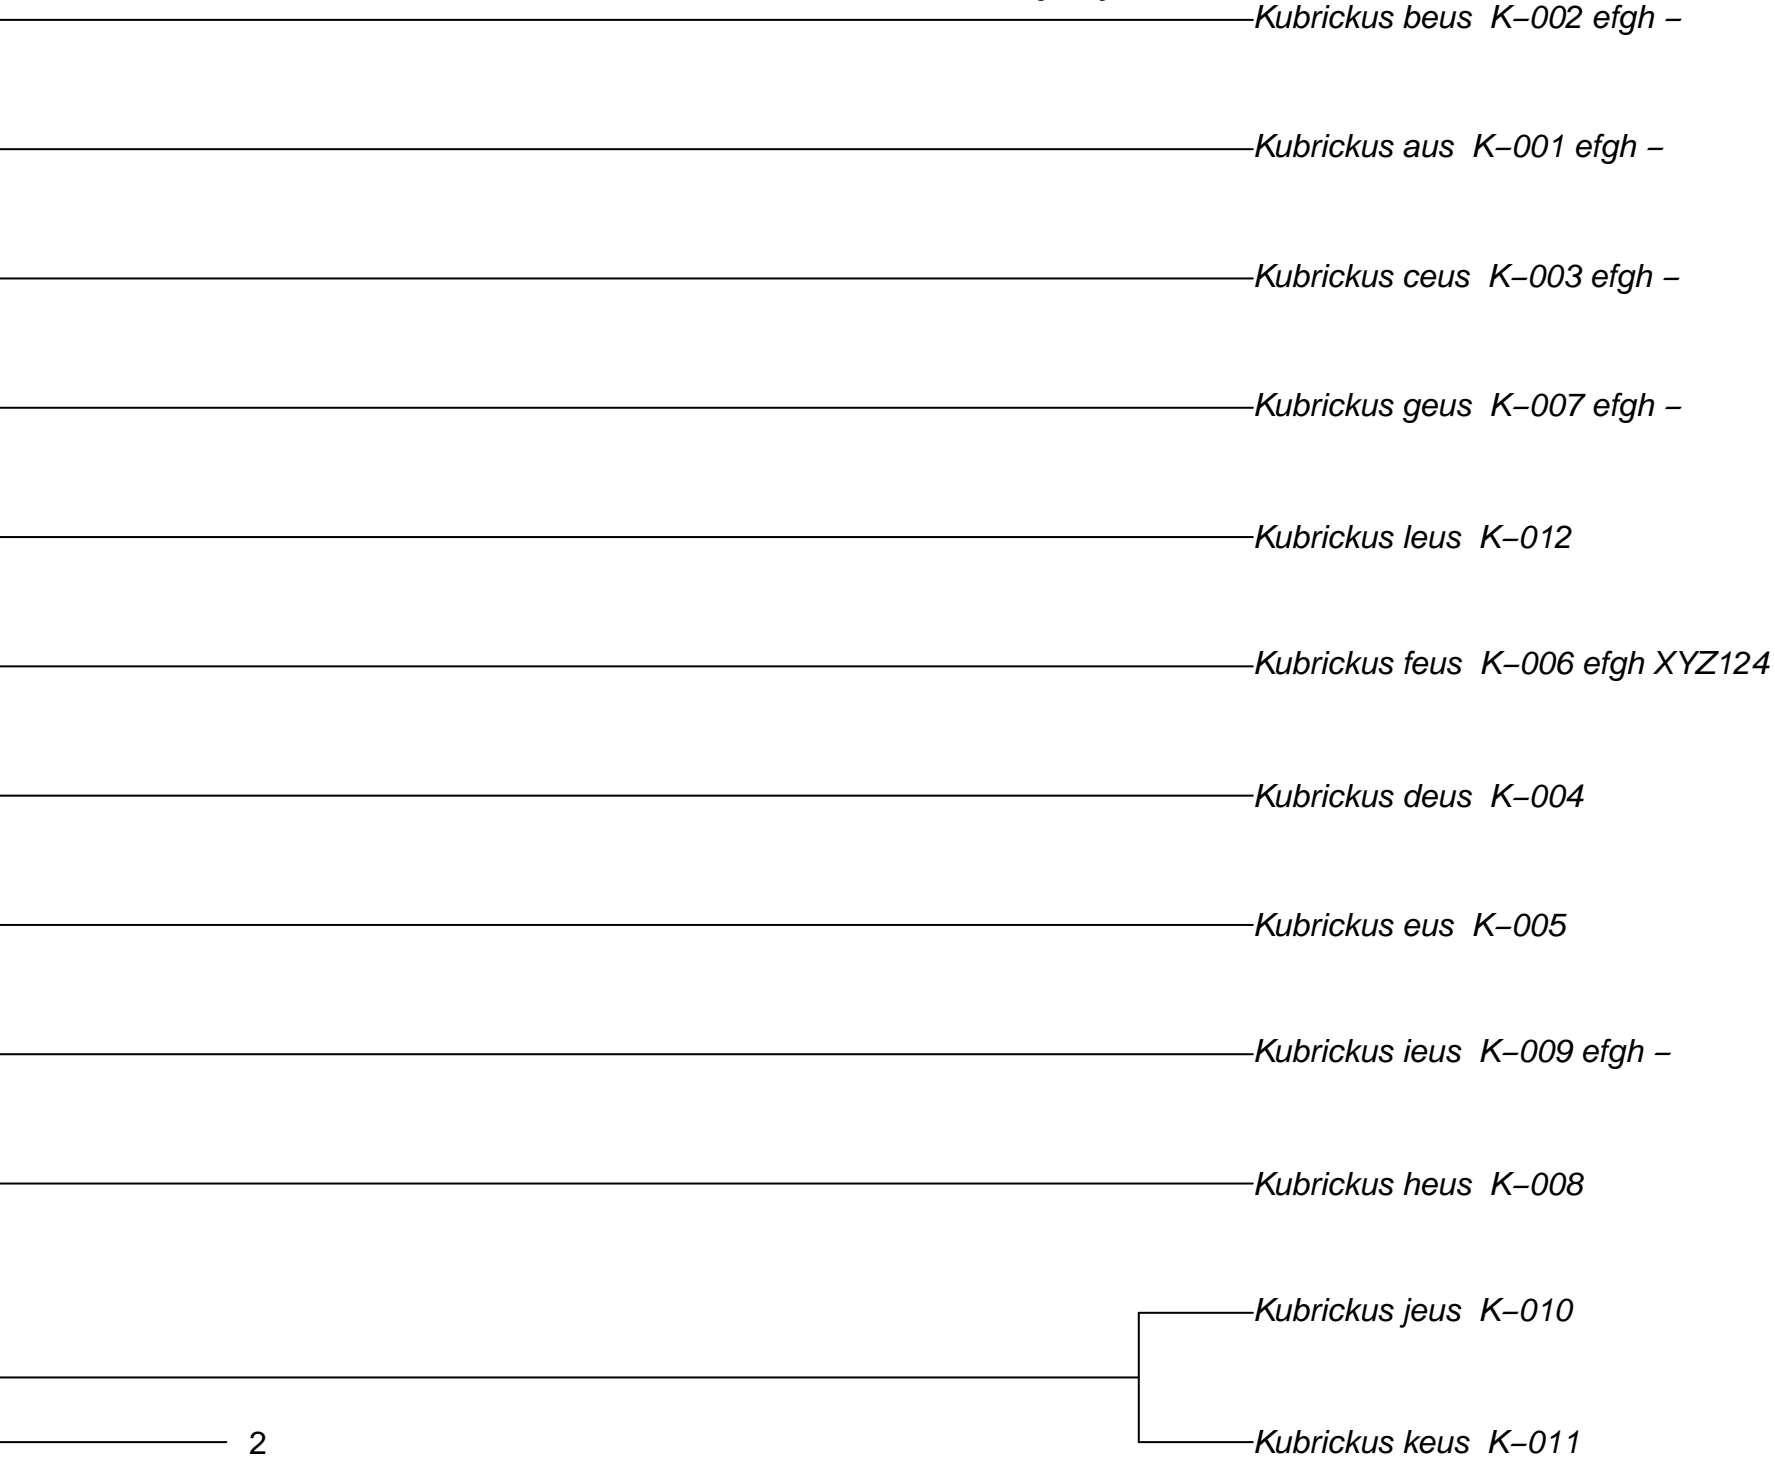 Kubrickus beus K−002 efgh −
Kubrickus aus K−001 efgh −
Kubrickus ceus K−003 efgh −
Kubrickus geus K−007 efgh −
Kubrickus leus K−012
Kubrickus feus K−006 efgh XYZ124
Kubrickus deus K−004
Kubrickus eus K−005
Kubrickus ieus K−009 efgh −
Kubrickus heus K−008
Kubrickus jeus K−010
2
Kubrickus keus K−011